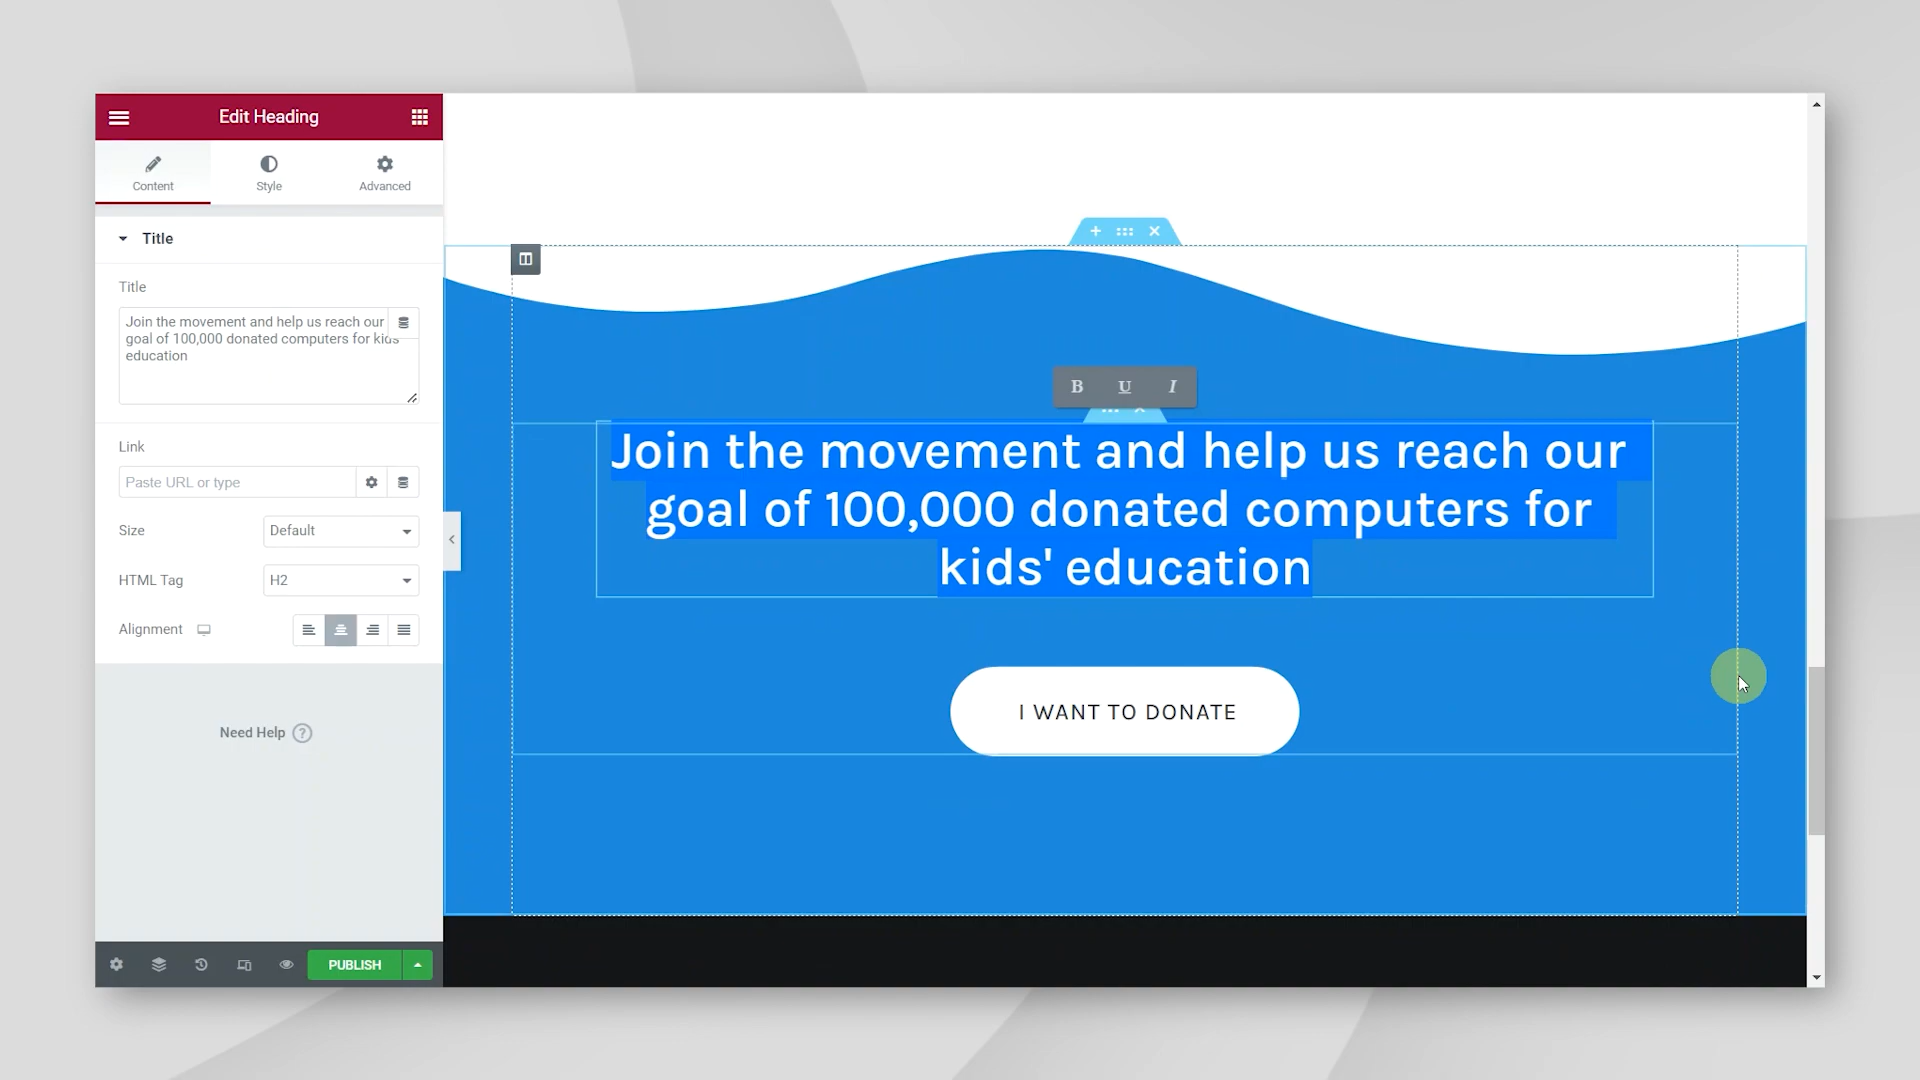 Edit Heading
Content
Style
Advanced
Title
Title
Join the movement and help us reach our
goal of 100,000 donated computers for kids
education
Link
Paste URL or type
Size
Default
HTML Tag
H2
Alignment
Need Help ?
PUBLISH
B U I
Join the movement and help us reach our
goal of 100,000 donated computers for
kids' education
I WANT TO DONATE